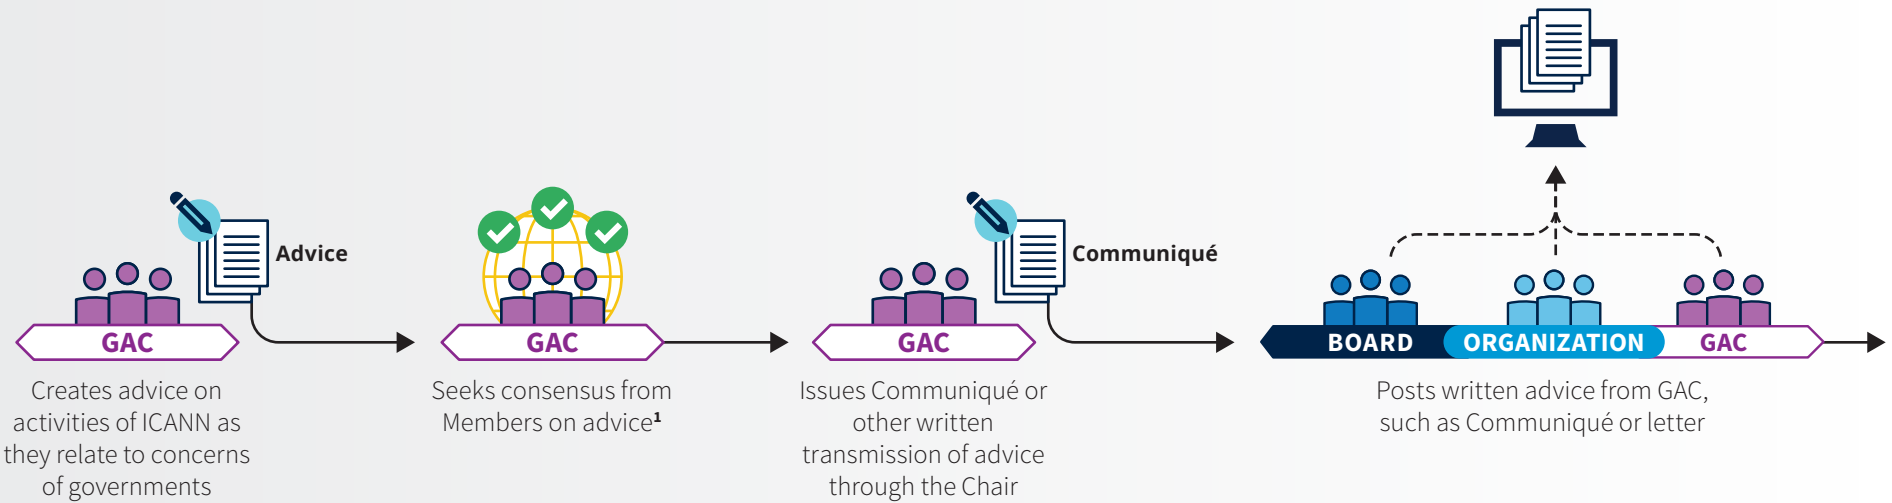 Advice
GAC
Creates advice on
activities of ICANN as
they relate to concerns
of governments
GAC
Seeks consensus from
Members on advice¹
Communiqué
GAC
Issues Communiqué or
other written
transmission of advice
through the Chair
BOARD ORGANIZATION GAC
Posts written advice from GAC,
such as Communiqué or letter